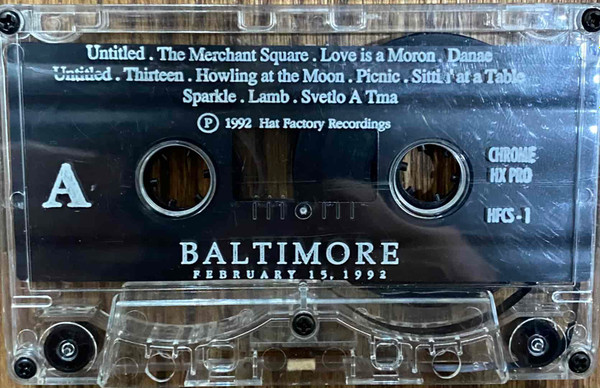 Untitled . The Merchant Square . Love is a Moron . Danae
Untitled . Thirteen . Howling at the Moon . Picnic . Sitti at a Table
Sparkle . Lamb . Svetlo A Tma
Ⓟ 1992 Hat Factory Recordings
A
CHROME
HX PRO
HFCS - 1
BALTIMORE
FEBRUARY 15, 1992